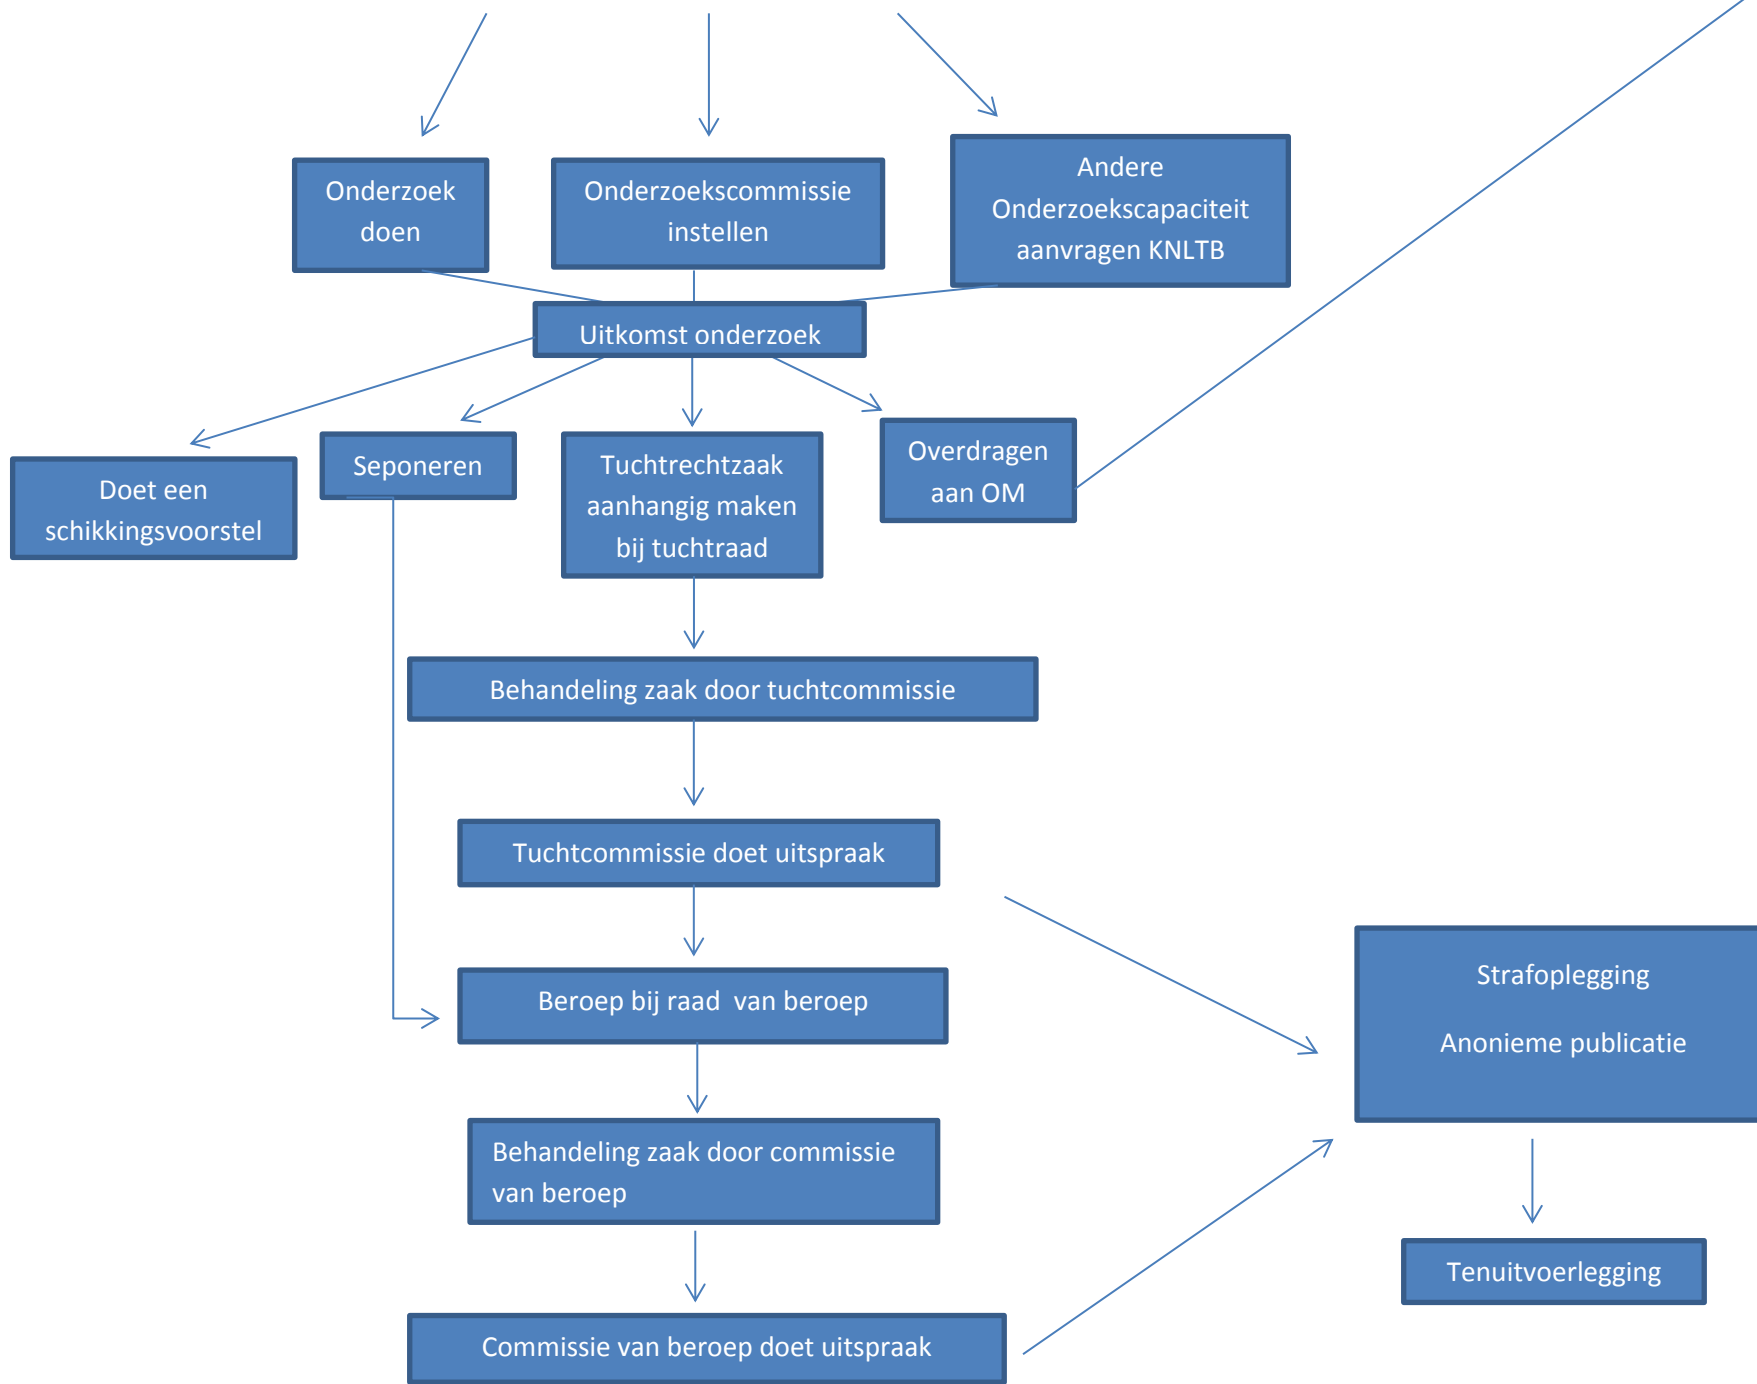 Onderzoek
doen
Onderzoekscommissie
instellen
Andere
Onderzoekscapaciteit
aanvragen KNLTB
Uitkomst onderzoek
Doet een
schikkingsvoorstel
Seponeren
Tuchtrechtzaak
aanhangig maken
bij tuchtraad
Overdragen
aan OM
Behandeling zaak door tuchtcommissie
Tuchtcommissie doet uitspraak
Beroep bij raad  van beroep
Strafoplegging
Anonieme publicatie
Behandeling zaak door commissie
van beroep
Tenuitvoerlegging
Commissie van beroep doet uitspraak